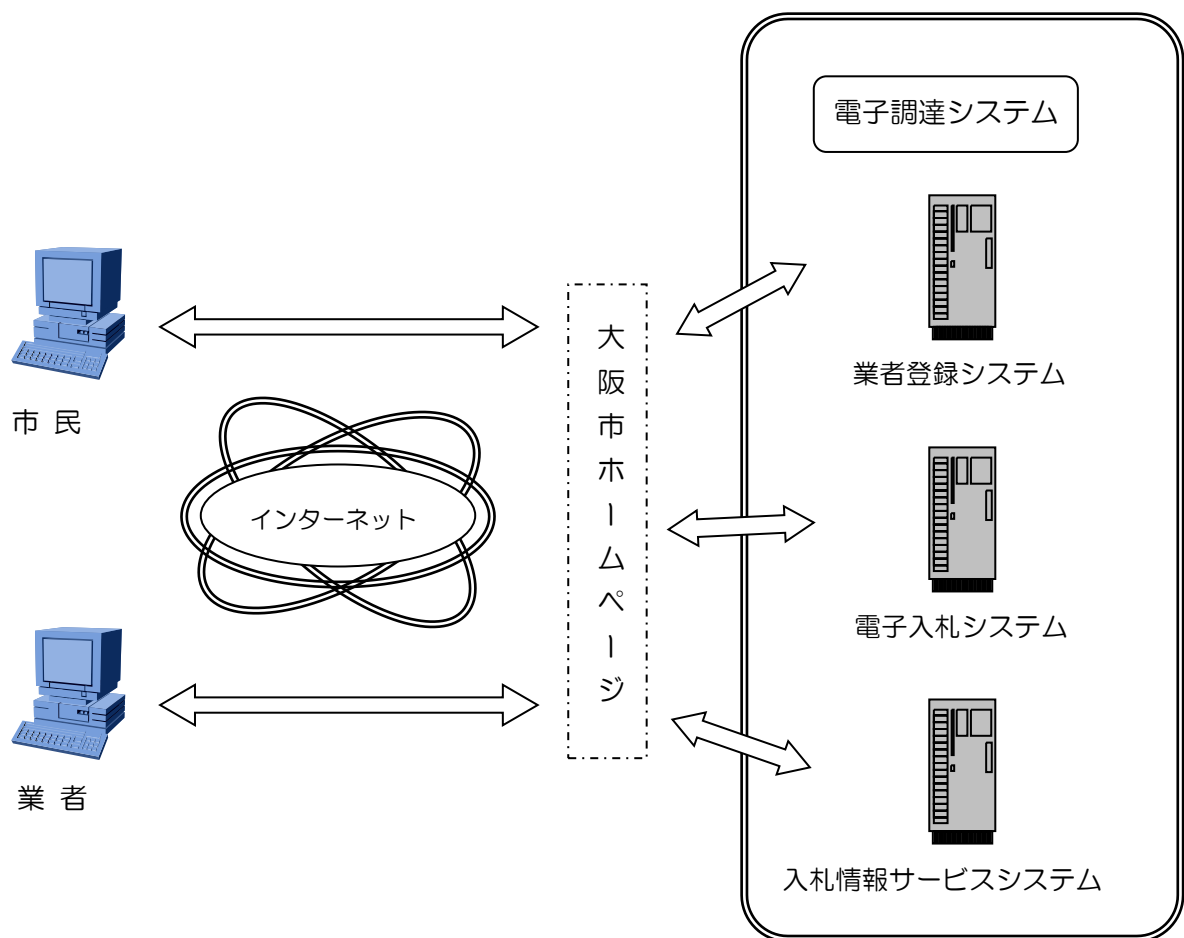 電子調達システム
業者登録システム
市 民
大阪市ホームページ
インターネット
電子入札システム
業 者
入札情報サービスシステム